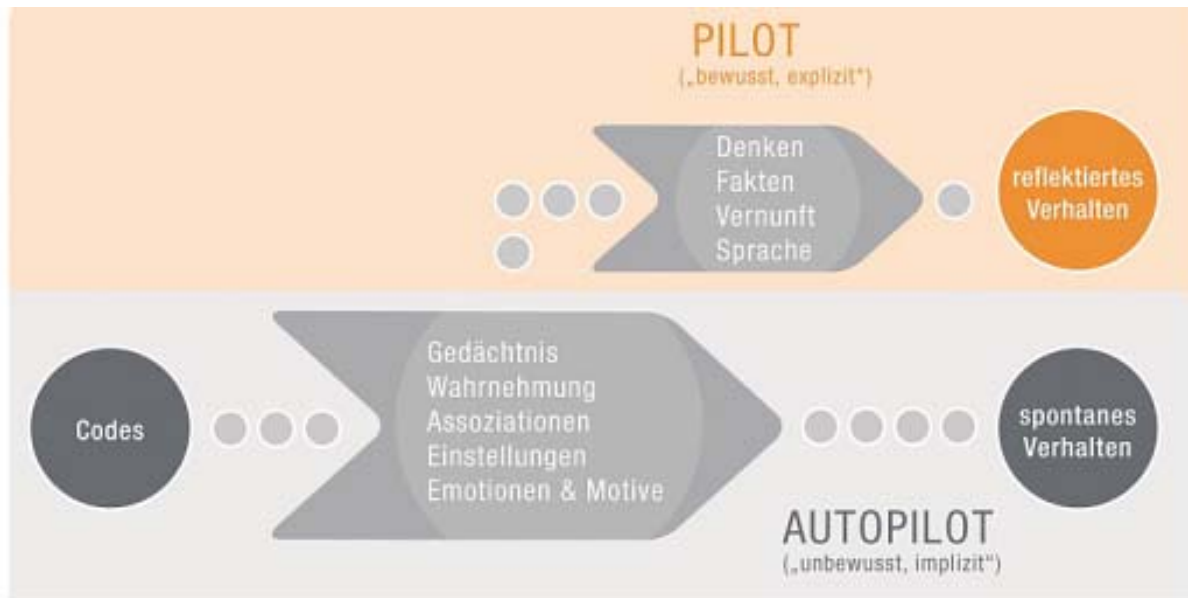 PILOT
(„bewusst, explizit“)
Denken
Fakten
Vernunft
Sprache
reflektiertes
Verhalten
Codes
Gedächtnis
Wahrnehmung
Assoziationen
Einstellungen
Emotionen & Motive
spontanes
Verhalten
AUTOPILOT
(„unbewusst, implizit“)